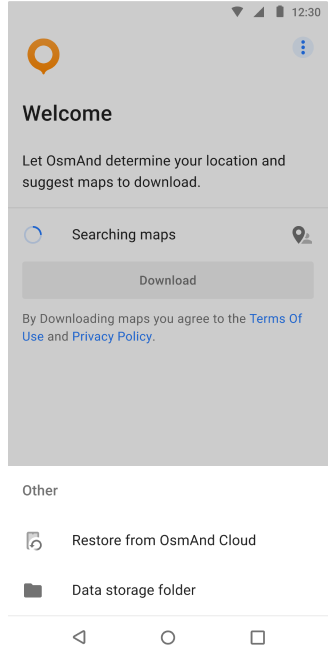 12:30
Welcome
Let OsmAnd determine your location and
suggest maps to download.
Searching maps
Download
By Downloading maps you agree to the Terms Of
Use and Privacy Policy.
Other
Restore from OsmAnd Cloud
Data storage folder